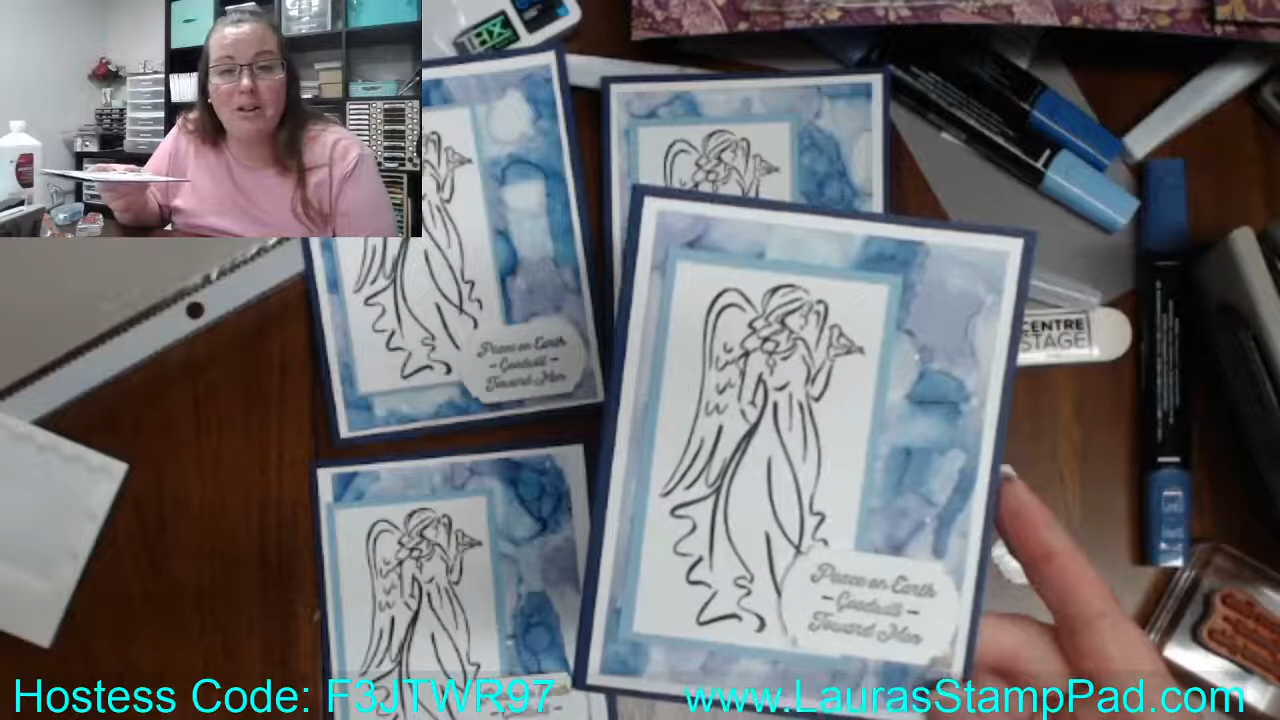 Peace on Earth
– Goodwill –
Toward Men
Peace on Earth
– Goodwill –
Toward Men
CENTRE
STAGE
Hostess Code: F3JTWR97
www.LaurasStampPad.com